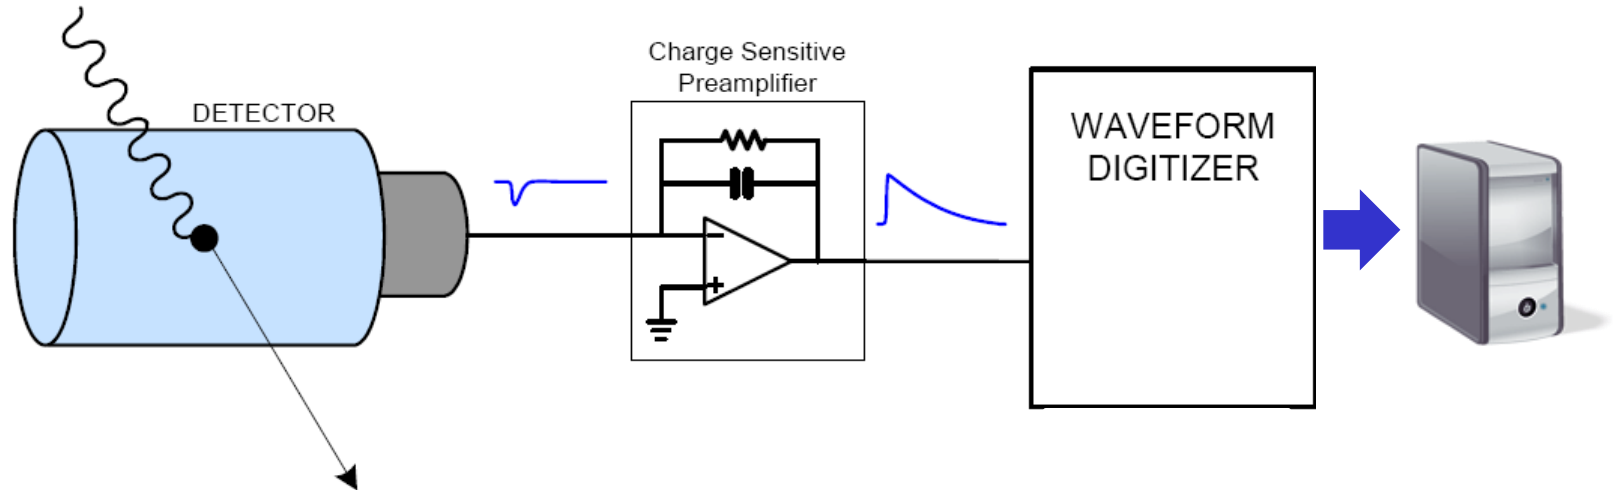 DETECTOR
Charge Sensitive
Preamplifier
WAVEFORM
DIGITIZER